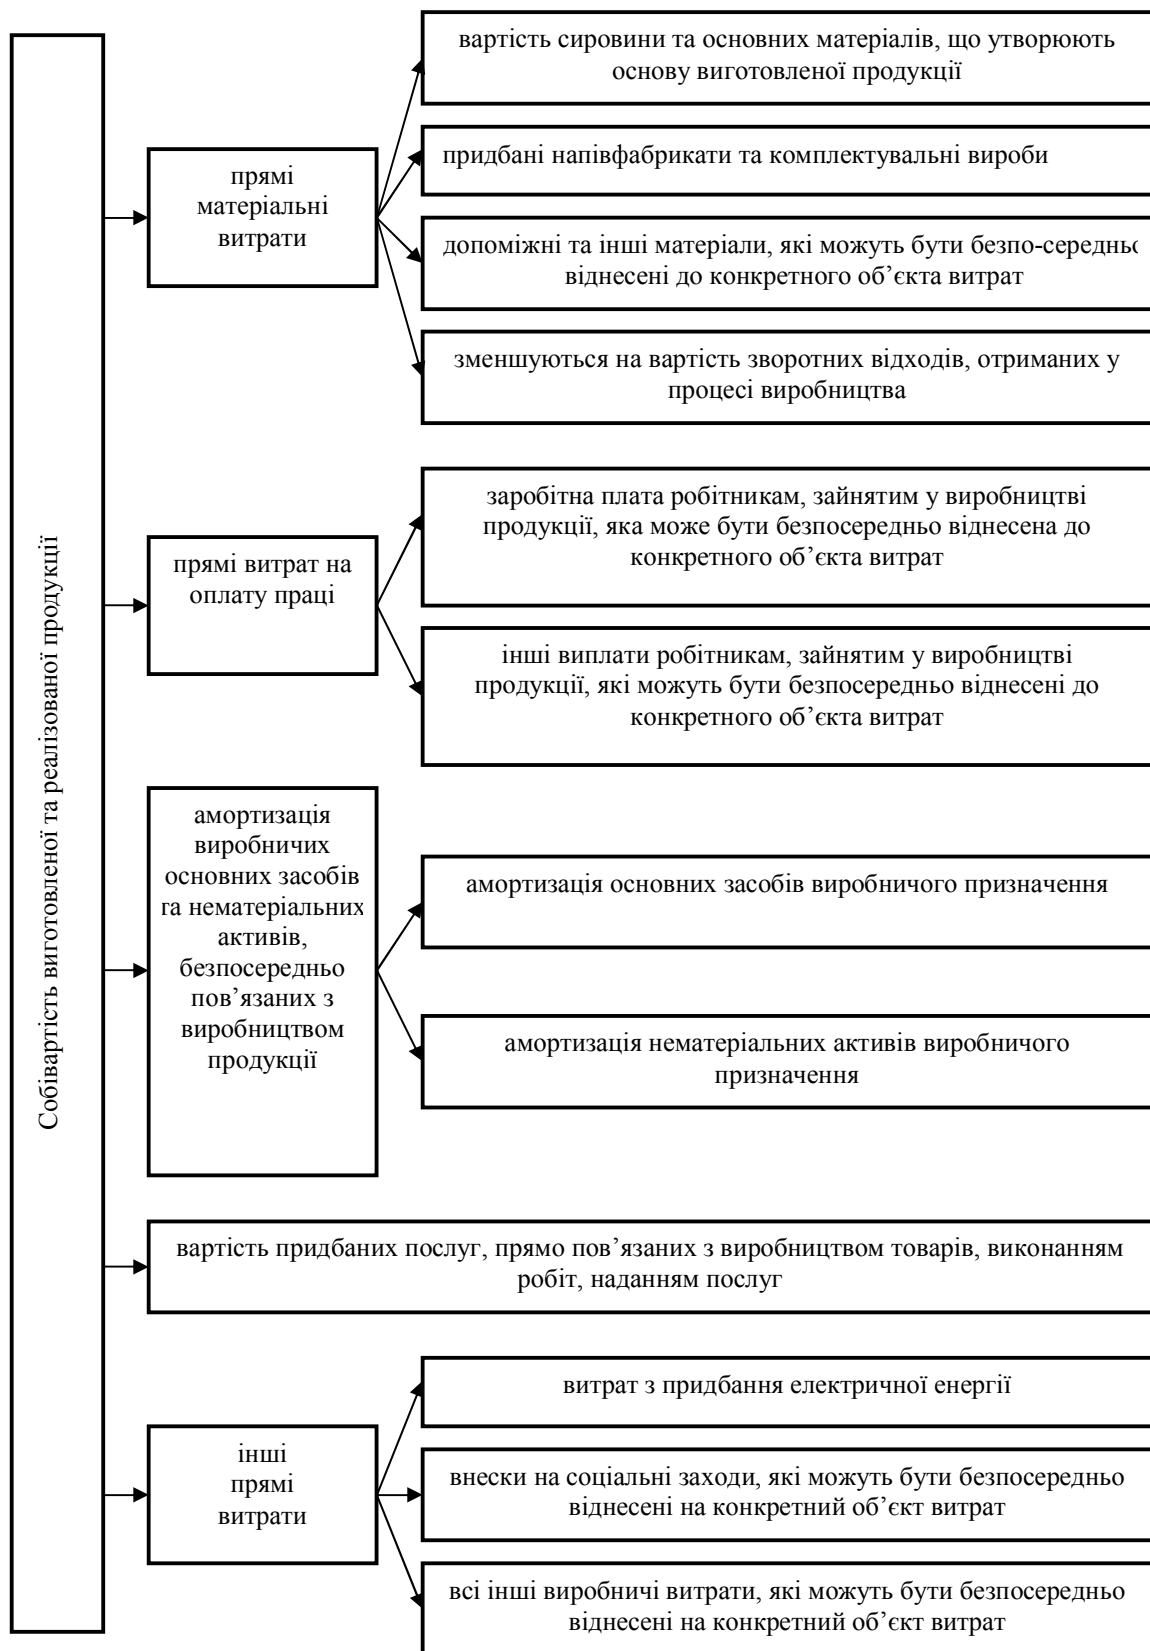 Собівартість виготовленої та реалізованої продукції
прямі
матеріальні
витрати
вартість сировини та основних матеріалів, що утворюють
основу виготовленої продукції
придбані напівфабрикати та комплектувальні вироби
допоміжні та інші матеріали, які можуть бути безпо-середньо
віднесені до конкретного об’єкта витрат
зменшуються на вартість зворотних відходів, отриманих у
процесі виробництва
прямі витрат на
оплату праці
заробітна плата робітникам, зайнятим у виробництві
продукції, яка може бути безпосередньо віднесена до
конкретного об’єкта витрат
інші виплати робітникам, зайнятим у виробництві
продукції, які можуть бути безпосередньо віднесені до
конкретного об’єкта витрат
амортизація
виробничих
основних засобів
та нематеріальних
активів,
безпосередньо
пов’язаних з
виробництвом
продукції
амортизація основних засобів виробничого призначення
амортизація нематеріальних активів виробничого
призначення
вартість придбаних послуг, прямо пов’язаних з виробництвом товарів, виконанням
робіт, наданням послуг
інші
прямі
витрати
витрат з придбання електричної енергії
внески на соціальні заходи, які можуть бути безпосередньо
віднесені на конкретний об’єкт витрат
всі інші виробничі витрати, які можуть бути безпосередньо
віднесені на конкретний об’єкт витрат